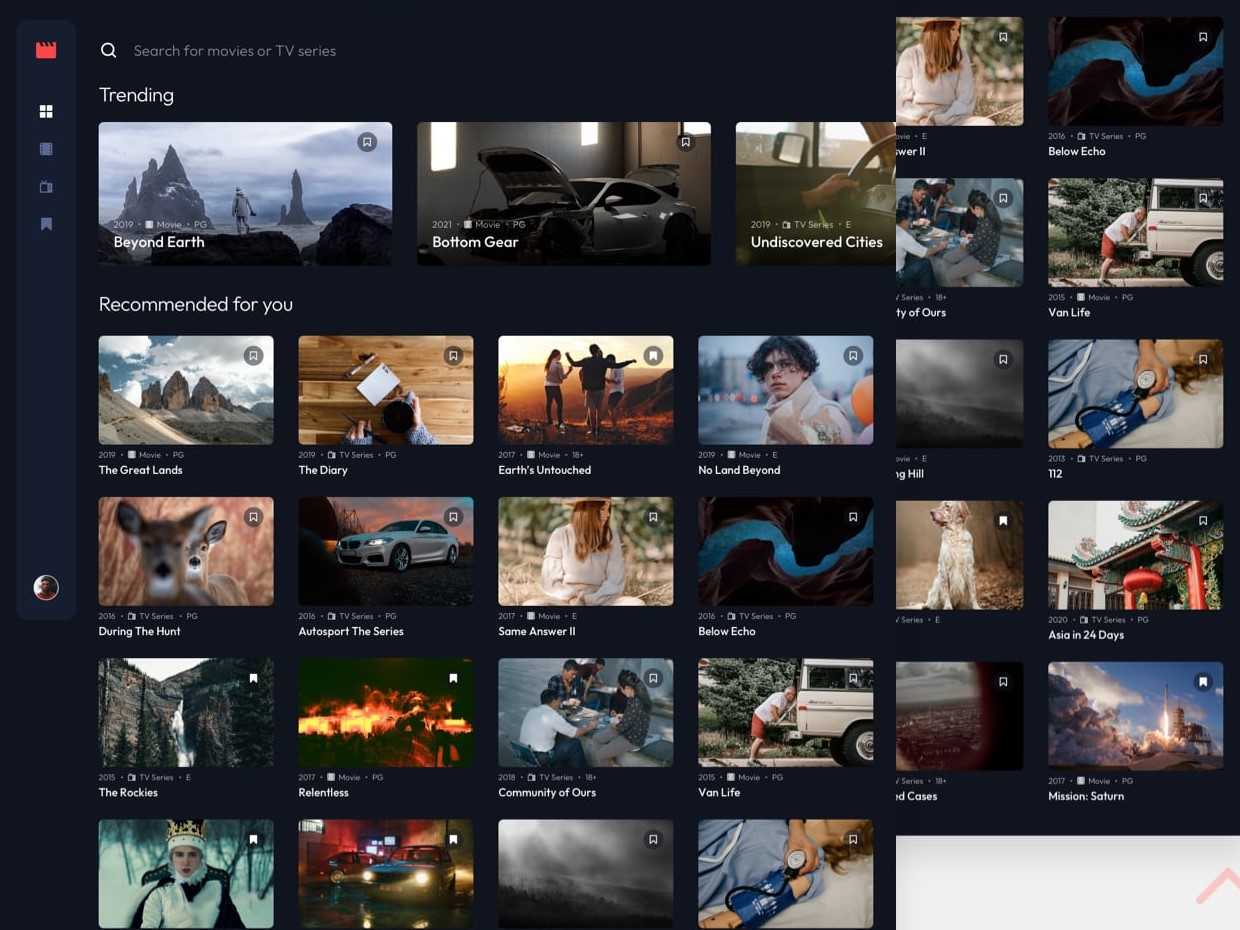 Search for movies or TV series
Trending
2019 • Movie • PG
Beyond Earth
2021 • Movie • PG
Bottom Gear
2019 • TV Series • E
Undiscovered Cities
Recommended for you
2019 • Movie • PG
The Great Lands
2019 • TV Series • PG
The Diary
2017 • Movie • 18+
Earth's Untouched
2019 • Movie • E
No Land Beyond
2016 • TV Series • PG
During The Hunt
2016 • TV Series • PG
Autosport The Series
2017 • Movie • E
Same Answer II
2016 • TV Series • PG
Below Echo
2015 • TV Series • E
The Rockies
2017 • Movie • PG
Relentless
2018 • TV Series • 18+
Community of Ours
2015 • Movie • PG
Van Life
ovie • E
swer II
2016 • TV Series • PG
Below Echo
Series • 18+
ty of Ours
2015 • Movie • PG
Van Life
ovie • E
ng Hill
2013 • TV Series • PG
112
Series • E
2020 • TV Series • PG
Asia in 24 Days
Series • 18+
ed Cases
2017 • Movie • PG
Mission: Saturn